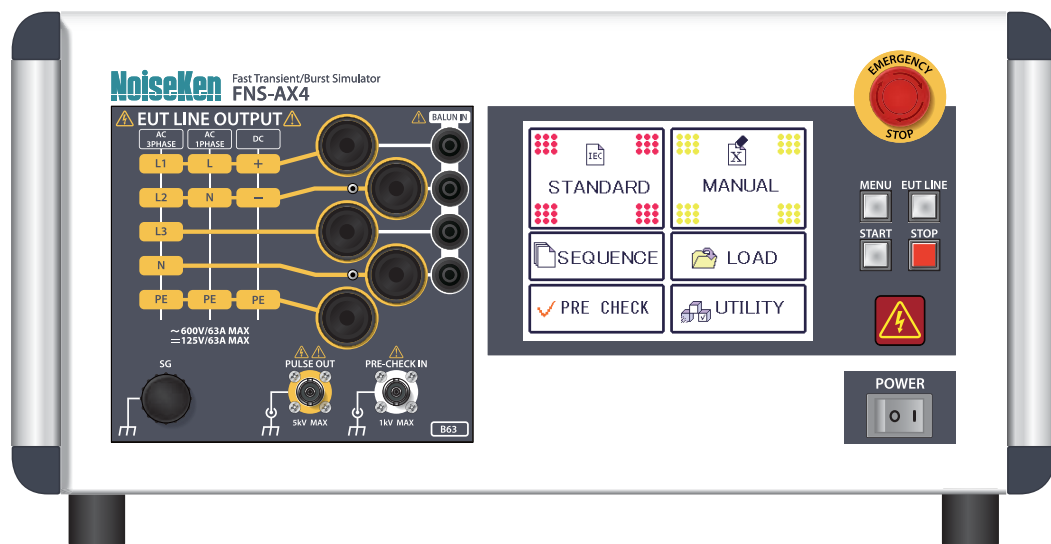 NoiseKen
Fast Transient/Burst Simulator
FNS-AX4
EUT LINE OUTPUT
BALUN IN
AC
3PHASE
AC
1PHASE
DC
L1 L +
L2 N −
L3
N
PE PE PE
∼600V/63A MAX
⎓125V/63A MAX
SG
PULSE OUT
5kV MAX
PRE-CHECK IN
1kV MAX
B63
IEC
STANDARD
X
MANUAL
SEQUENCE
LOAD
PRE CHECK
UTILITY
EMERGENCY
STOP
MENU EUT LINE
START STOP
POWER
O I